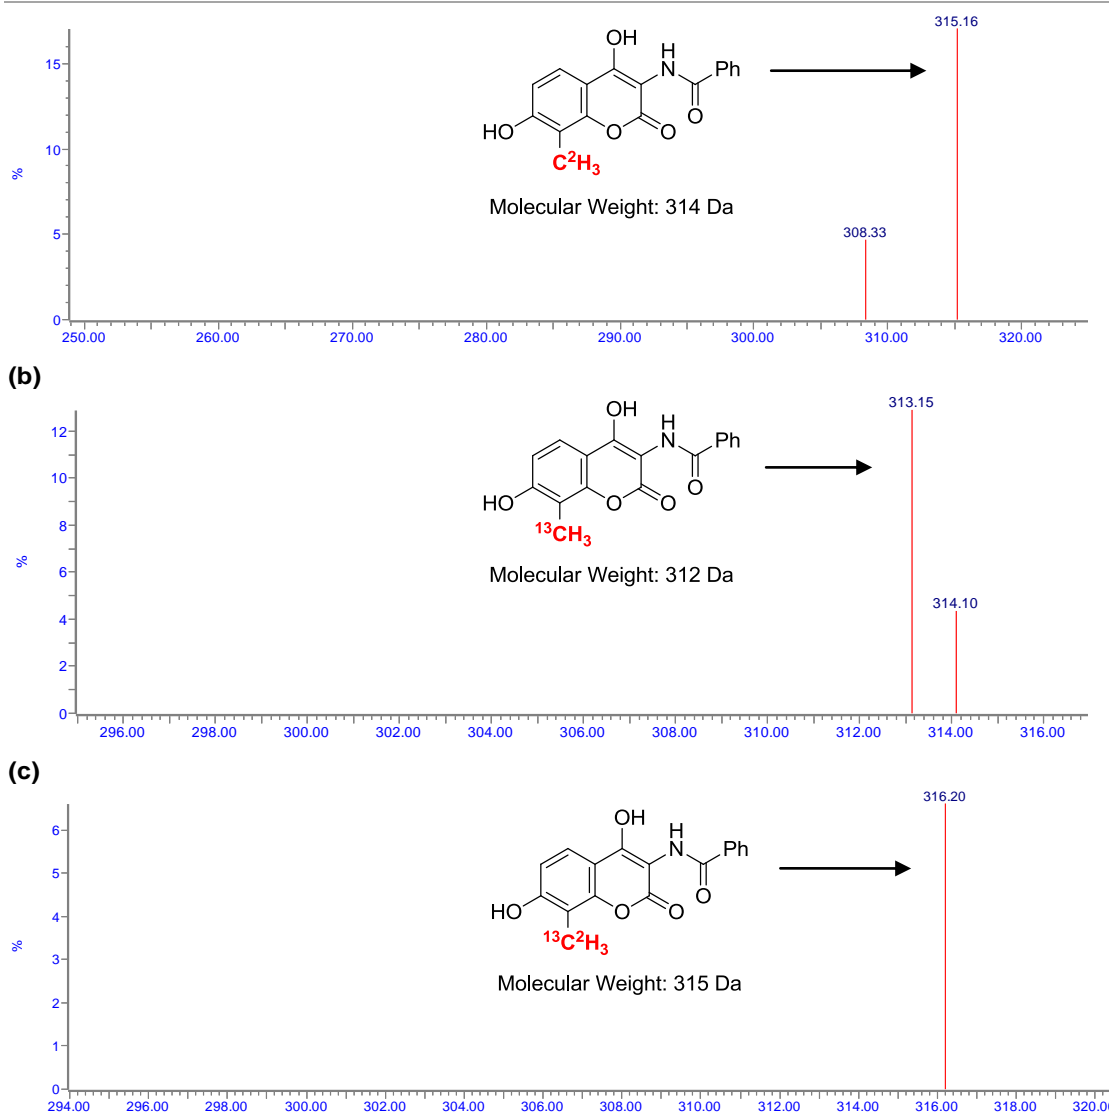 315.16
OH
H
N
Ph
O
O
O
HO
C²H₃
Molecular Weight: 314 Da
308.33
%
15
10
5
0
250.00 260.00 270.00 280.00 290.00 300.00 310.00 320.00
(b)
313.15
OH
H
N
Ph
O
O
O
HO
¹³CH₃
Molecular Weight: 312 Da
314.10
%
12
10
8
6
4
2
0
296.00 298.00 300.00 302.00 304.00 306.00 308.00 310.00 312.00 314.00 316.00
(c)
316.20
OH
H
N
Ph
O
O
O
HO
¹³C²H₃
Molecular Weight: 315 Da
%
6
5
4
3
2
1
0
294.00 296.00 298.00 300.00 302.00 304.00 306.00 308.00 310.00 312.00 314.00 316.00 318.00 320.00